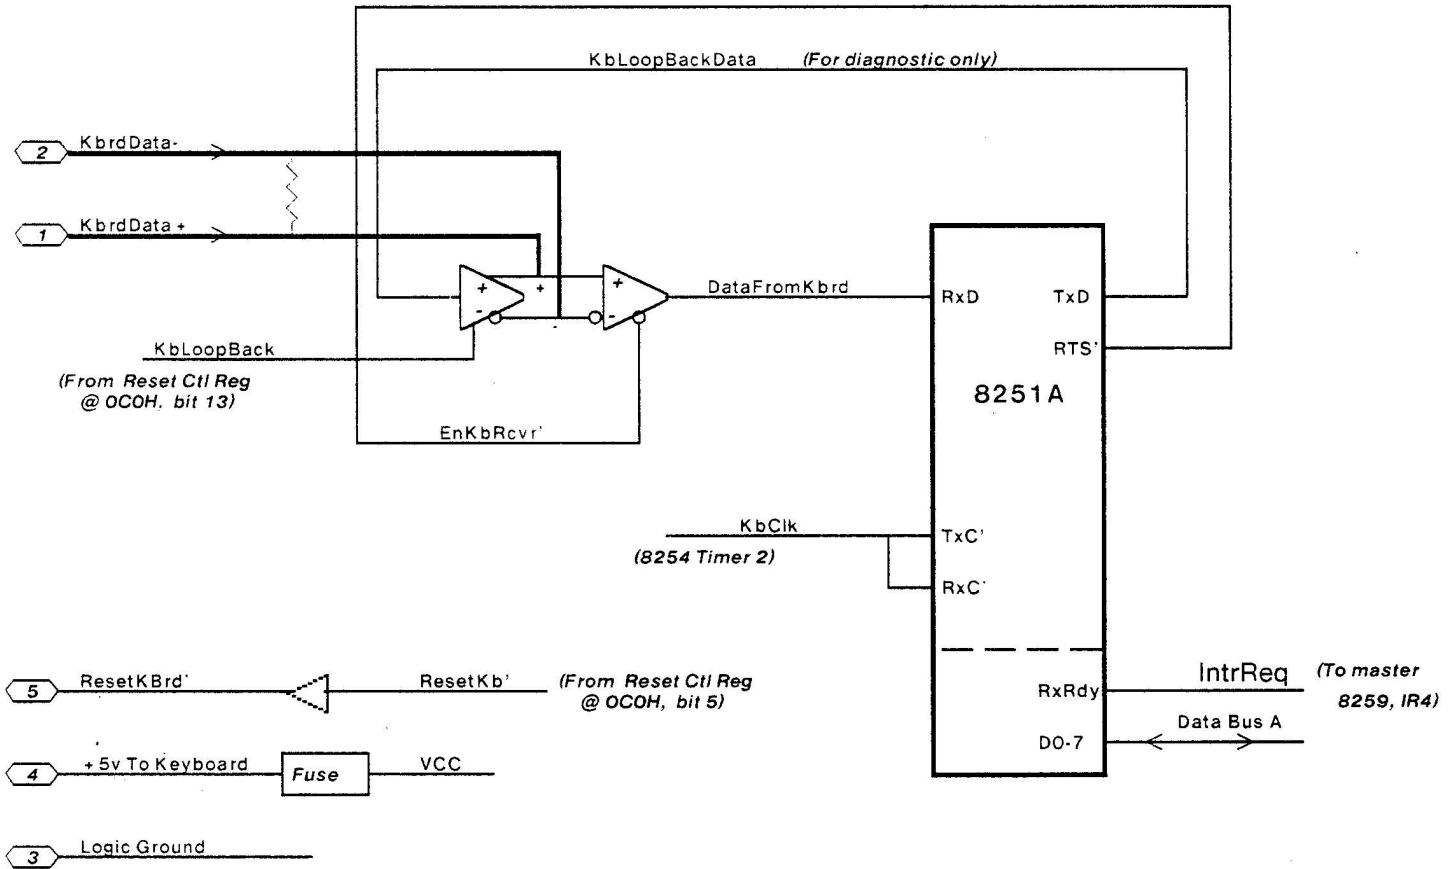 KbLoopBackData (For diagnostic only)
2 KbrdData-
1 KbrdData +
+ + +
- -
DataFromKbrd
RxD TxD
RTS'
8251A
KbLoopBack
(From Reset Ctl Reg
@ 0C0H. bit 13)
EnKbRcvr'
KbClk
(8254 Timer 2)
TxC'
RxC'
5 ResetKBrd' ResetKb' (From Reset Ctl Reg
@ 0C0H, bit 5)
RxRdy IntrReq (To master
8259, IR4)
D0-7 Data Bus A
4 +5v To Keyboard Fuse VCC
3 Logic Ground